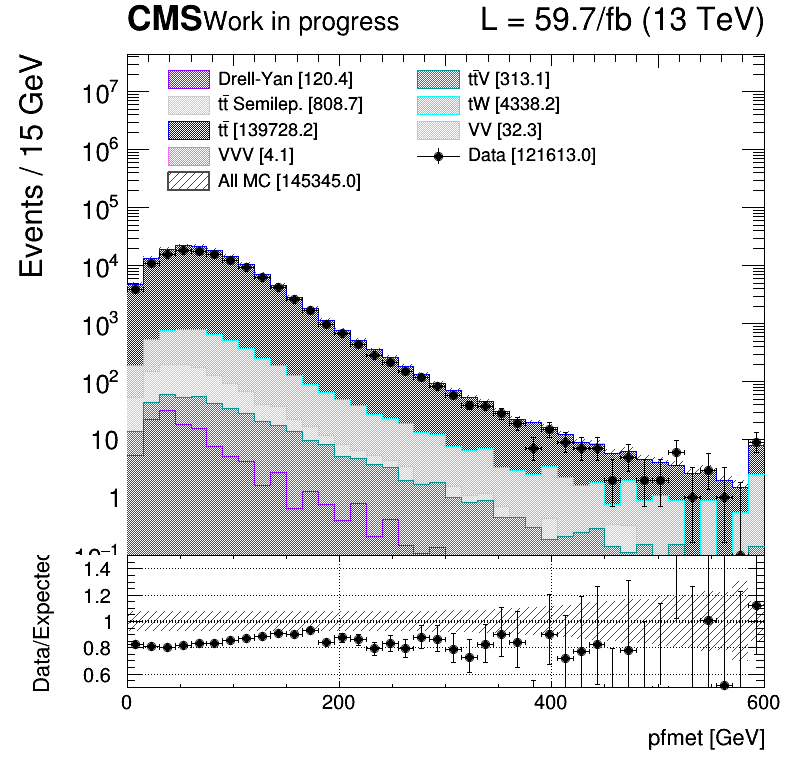 CMS Work in progress L = 59.7/fb (13 TeV)
Events / 15 GeV
Drell-Yan [120.4]
tt̄V [313.1]
tt̄ Semilep. [808.7]
tW [4338.2]
tt̄ [139728.2]
VV [32.3]
VVV [4.1]
Data [121613.0]
All MC [145345.0]
10⁷
10⁶
10⁵
10⁴
10³
10²
10
1
10⁻¹
Data/Expected
1.4
1.2
1
0.8
0.6
0 200 400 600
pfmet [GeV]